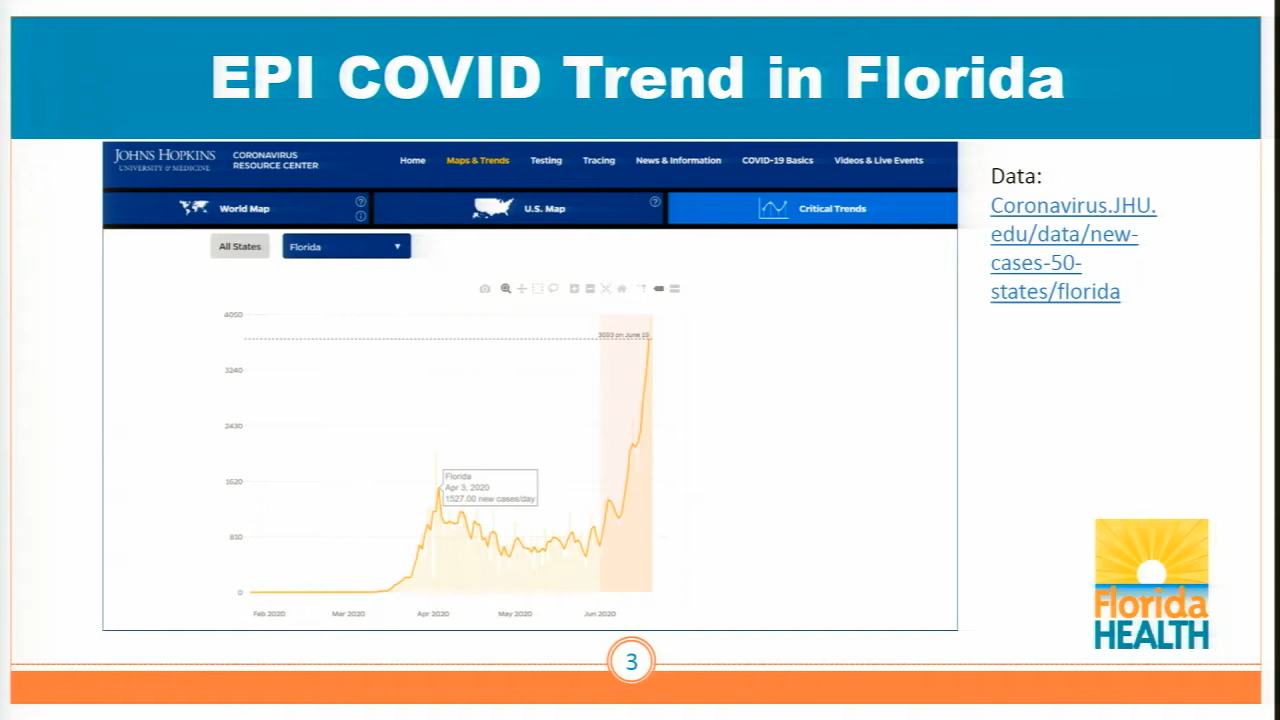 EPI COVID Trend in Florida
JOHNS HOPKINS
UNIVERSITY & MEDICINE
CORONAVIRUS
RESOURCE CENTER
Home
Maps & Trends
Testing
Tracing
News & Information
COVID-19 Basics
Videos & Live Events
World Map
U.S. Map
Critical Trends
All States
Florida
Data:
Coronavirus.JHU.
edu/data/new-
cases-50-
states/florida
4050
3240
2430
1620
810
0
on June
Florida
Apr 3, 2020
1527.00 new cases/day
Feb 2020
Mar 2020
Apr 2020
May 2020
Jun 2020
Florida
HEALTH
3